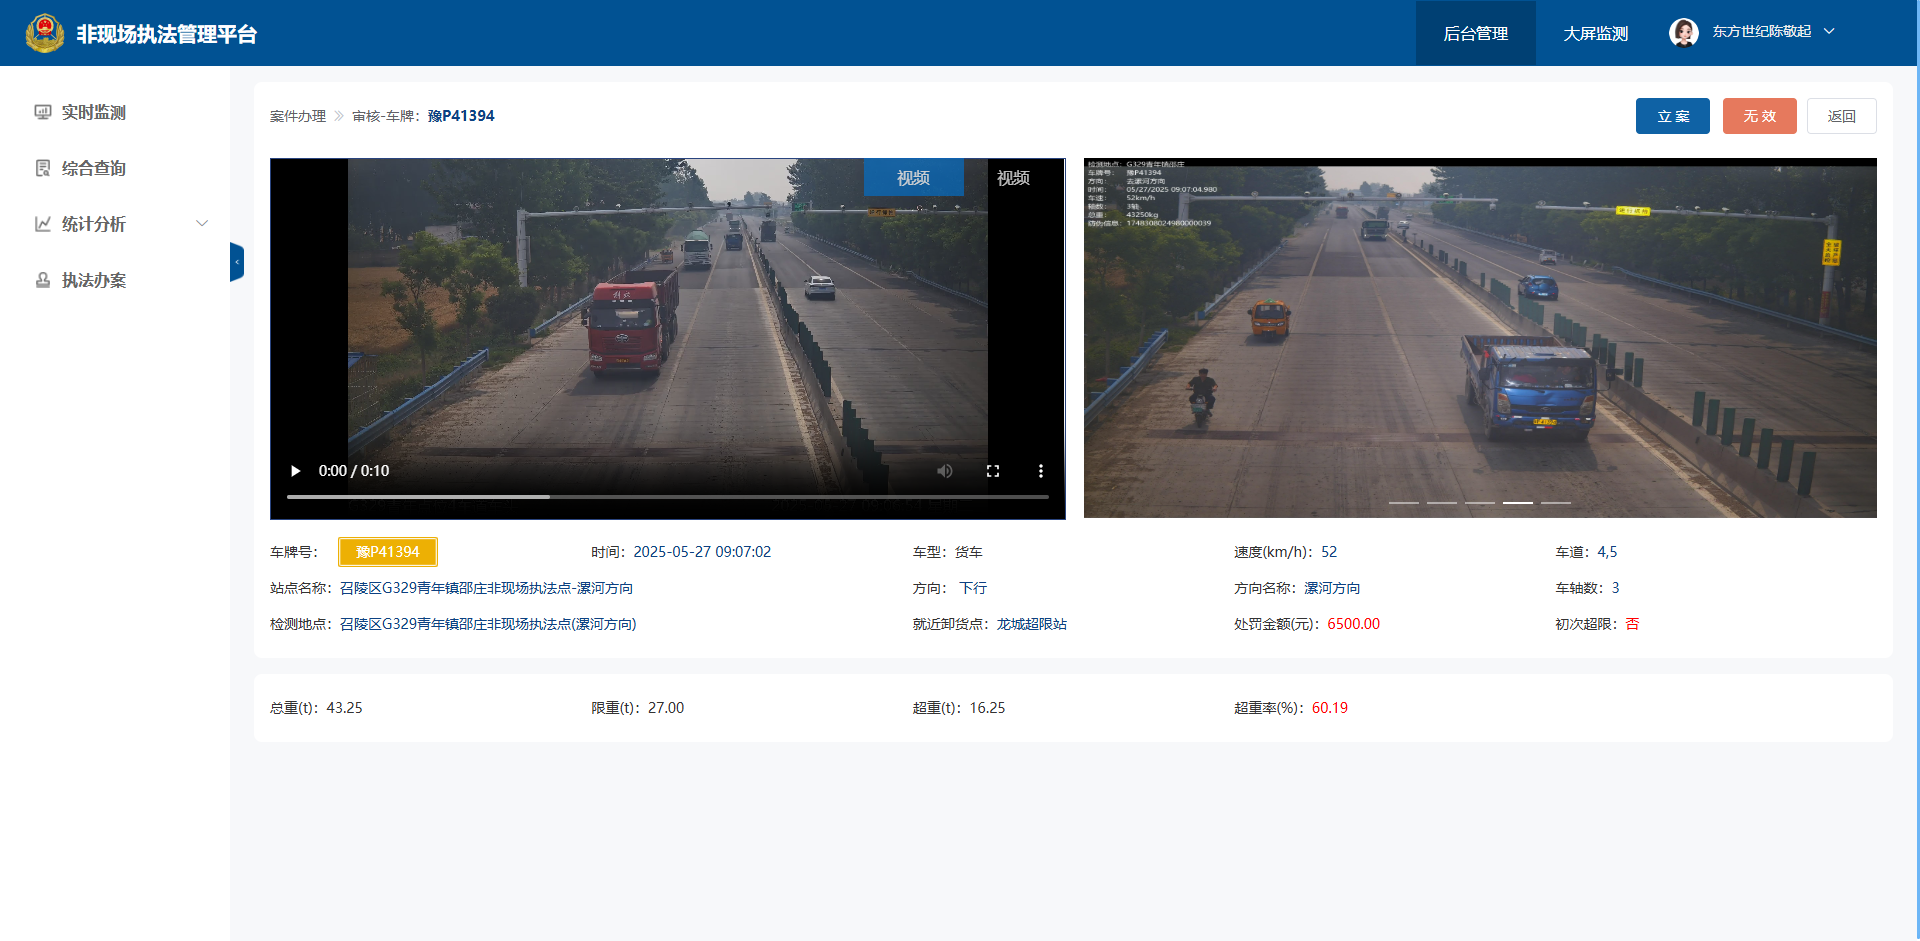 非现场执法管理平台
后台管理
大屏监测
东方世纪陈敬起
实时监测
综合查询
统计分析
执法办案
案件办理
审核-车牌：豫P41394
立 案
无 效
返回
视频
视频
0:00 / 0:10
检测地点： G329青年镇邵庄
车牌号： 豫P41394
方向： 去漯河方向
时间： 05/27/2025 09:07:04.980
车速： 52km/h
轴数： 3轴
总重： 43250kg
防伪信息： 1748308024980000039
车牌号： 豫P41394
时间：2025-05-27 09:07:02
车型：货车
速度(km/h)：52
车道：4,5
站点名称：召陵区G329青年镇邵庄非现场执法点-漯河方向
方向： 下行
方向名称：漯河方向
车轴数：3
检测地点：召陵区G329青年镇邵庄非现场执法点(漯河方向)
就近卸货点：龙城超限站
处罚金额(元)：6500.00
初次超限：否
总重(t)：43.25
限重(t)：27.00
超重(t)：16.25
超重率(%)：60.19